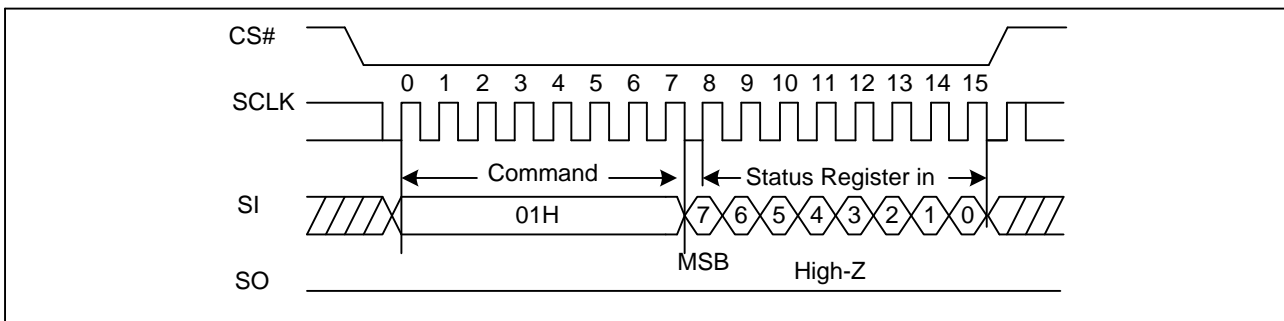 CS#
0 1 2 3 4 5 6 7 8 9 10 11 12 13 14 15
SCLK
Command Status Register in
SI 01H 7 6 5 4 3 2 1 0
MSB
SO High-Z